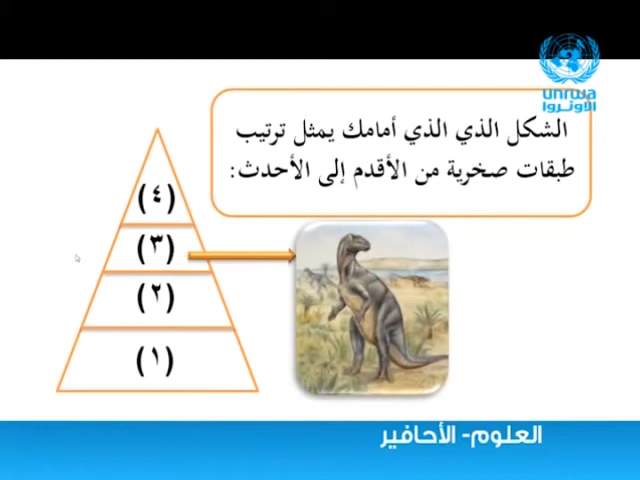 unrwa
الأونروا
الشكل الذي الذي أمامك يمثل ترتيب
طبقات صخرية من الأقدم إلى الأحدث:
(٤)
(٣)
(٢)
(١)
العلوم- الأحافير